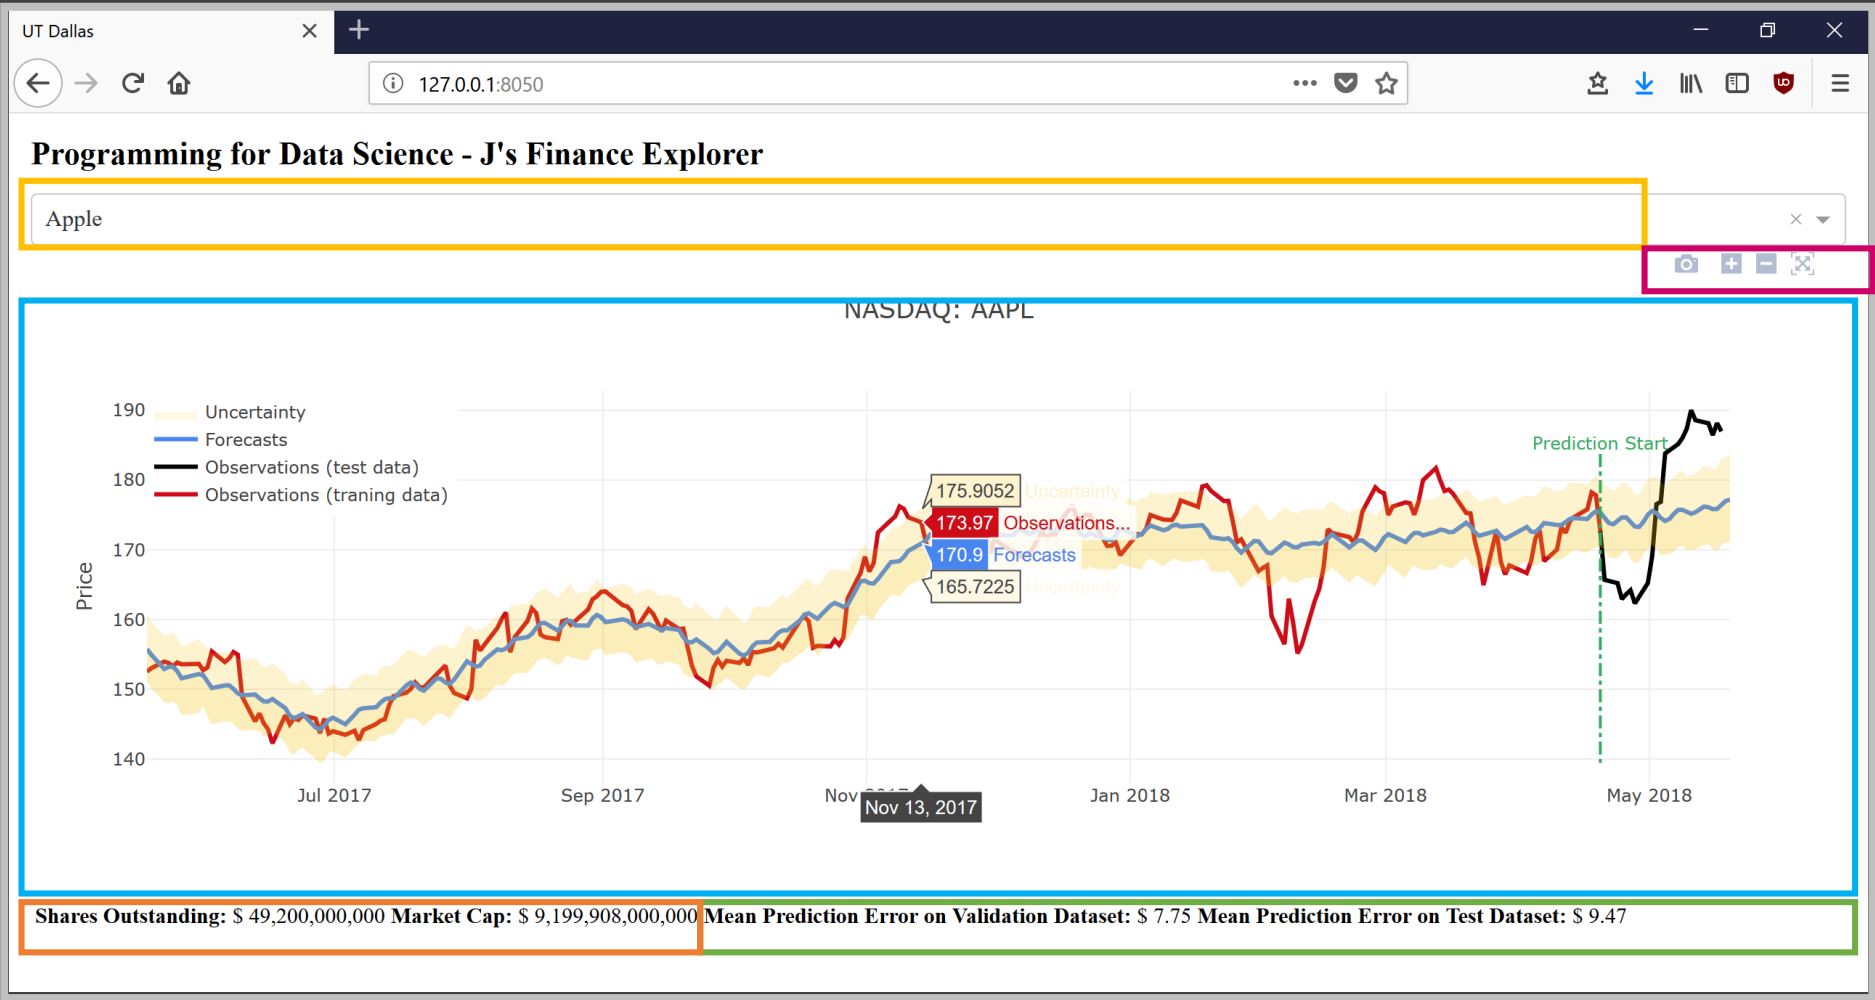 UT Dallas
127.0.0.1:8050
Programming for Data Science - J's Finance Explorer
Apple
NASDAQ: AAPL
190
180
170
160
150
140
Price
Uncertainty
Forecasts
Observations (test data)
Observations (traning data)
Prediction Start
175.9052 Uncertainty
173.97 Observations...
170.9 Forecasts
165.7225 Uncertainty
Jul 2017 Sep 2017 Nov 2017 Jan 2018 Mar 2018 May 2018
Nov 13, 2017
Shares Outstanding: $ 49,200,000,000 Market Cap: $ 9,199,908,000,000 Mean Prediction Error on Validation Dataset: $ 7.75 Mean Prediction Error on Test Dataset: $ 9.47